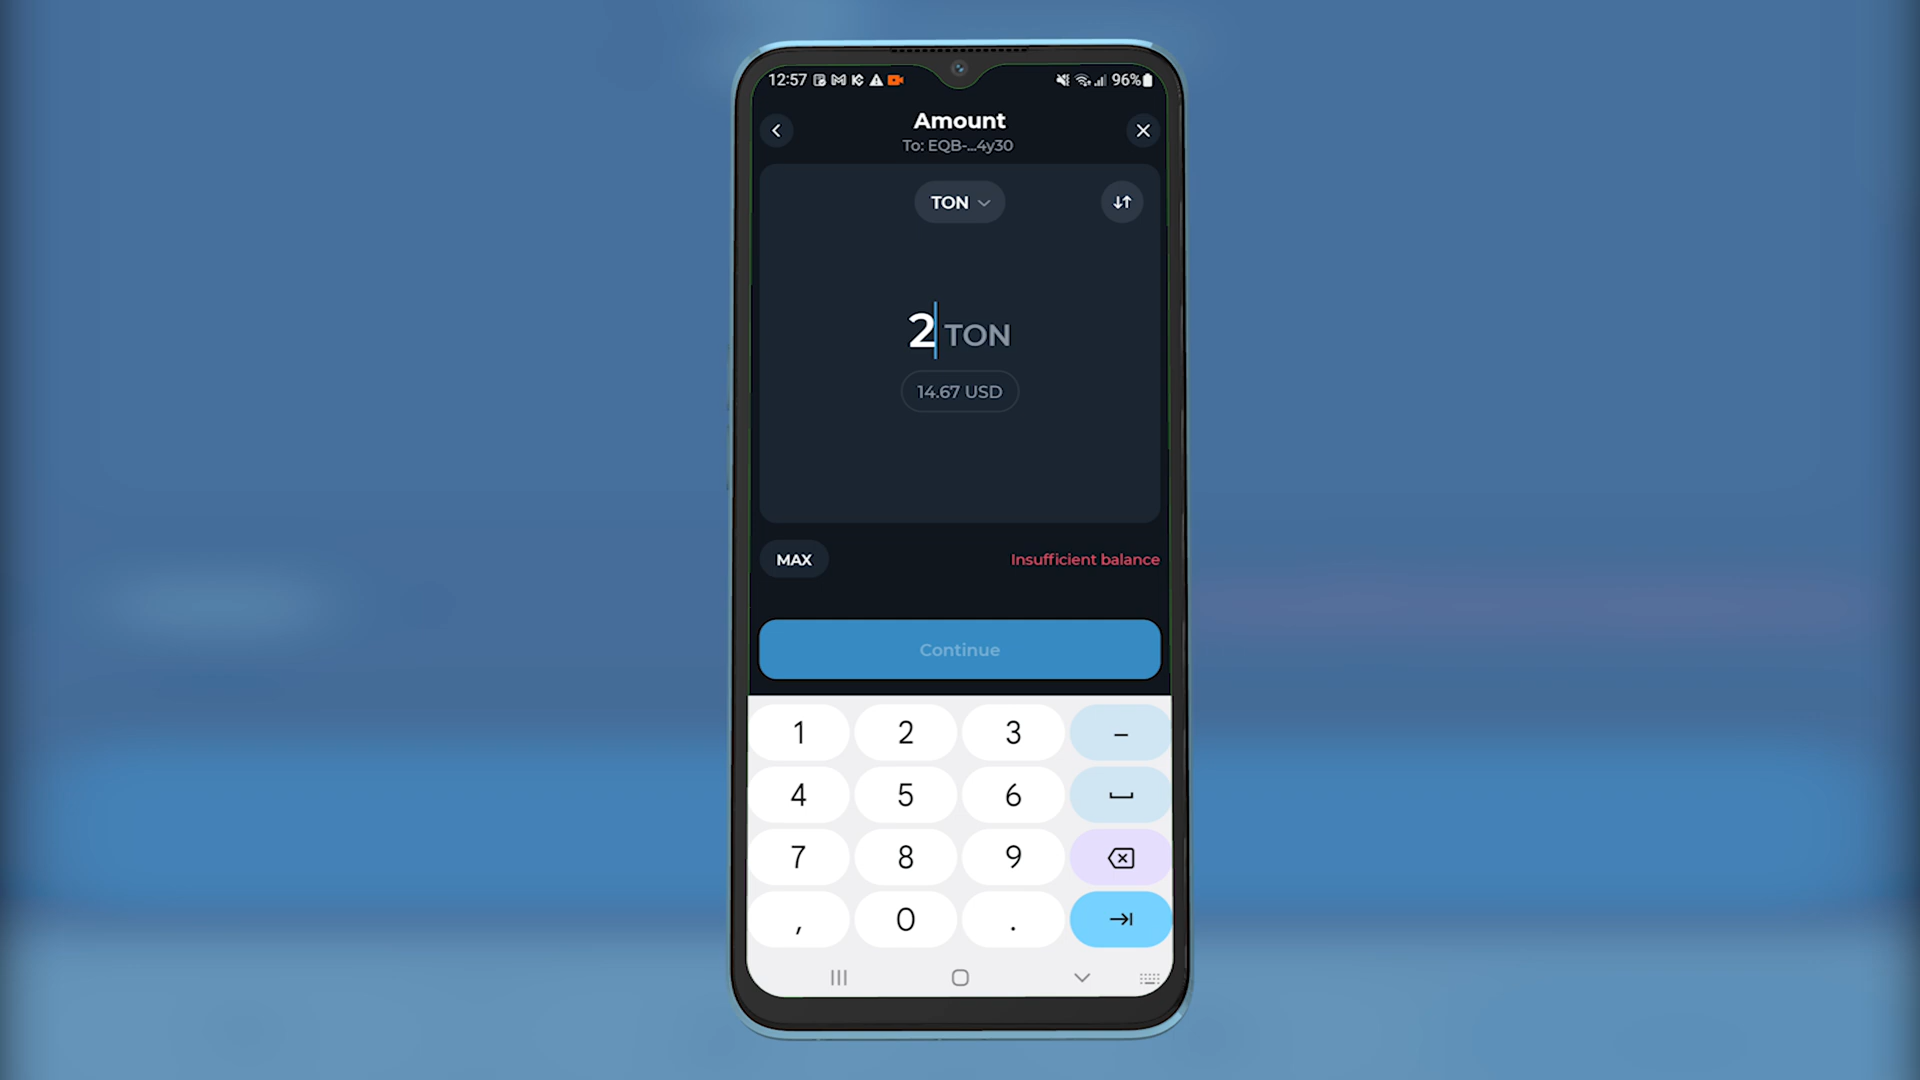 12:57 96%
Amount
To: EQB-...4y30
TON
2 TON
14.67 USD
MAX Insufficient balance
Continue
1 2 3 -
4 5 6
7 8 9
, 0 .